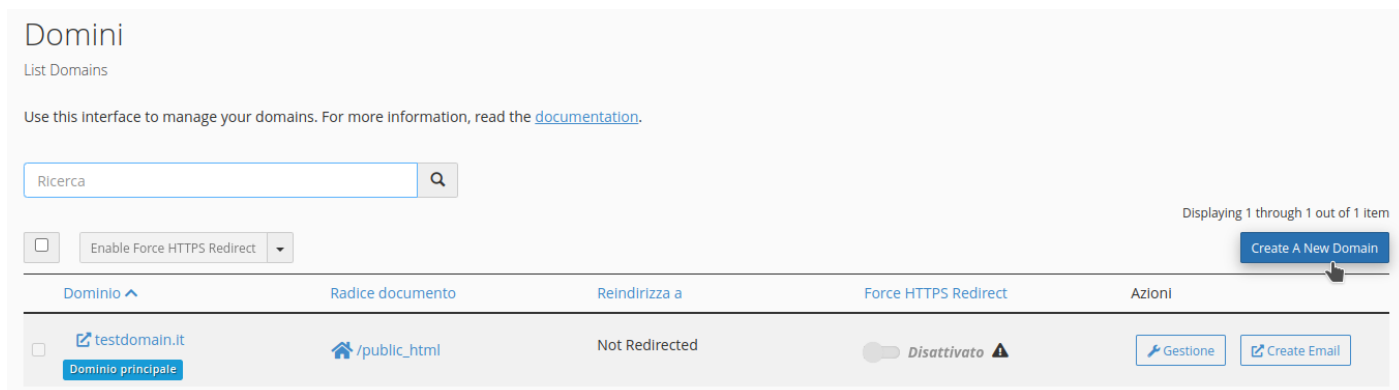 Domini
List Domains
Use this interface to manage your domains. For more information, read the documentation.
Ricerca
Displaying 1 through 1 out of 1 item
Enable Force HTTPS Redirect
Create A New Domain
Dominio Radice documento Reindirizza a Force HTTPS Redirect Azioni
testdomain.it /public_html Not Redirected Disattivato Gestione Create Email
Dominio principale